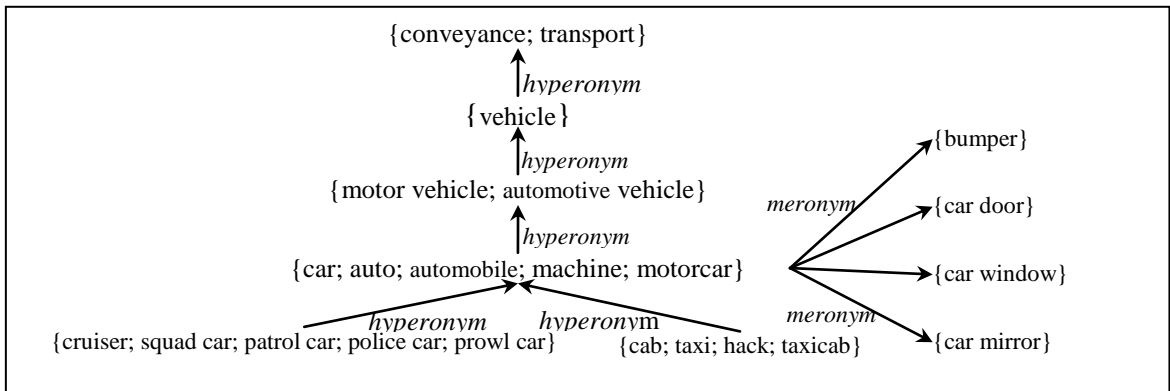 {conveyance; transport}
hyperonym
{vehicle}
hyperonym
{motor vehicle; automotive vehicle}
hyperonym
{car; auto; automobile; machine; motorcar}
hyperonym
hyperonym
{cruiser; squad car; patrol car; police car; prowl car}
{cab; taxi; hack; taxicab}
meronym
meronym
{bumper}
{car door}
{car window}
{car mirror}